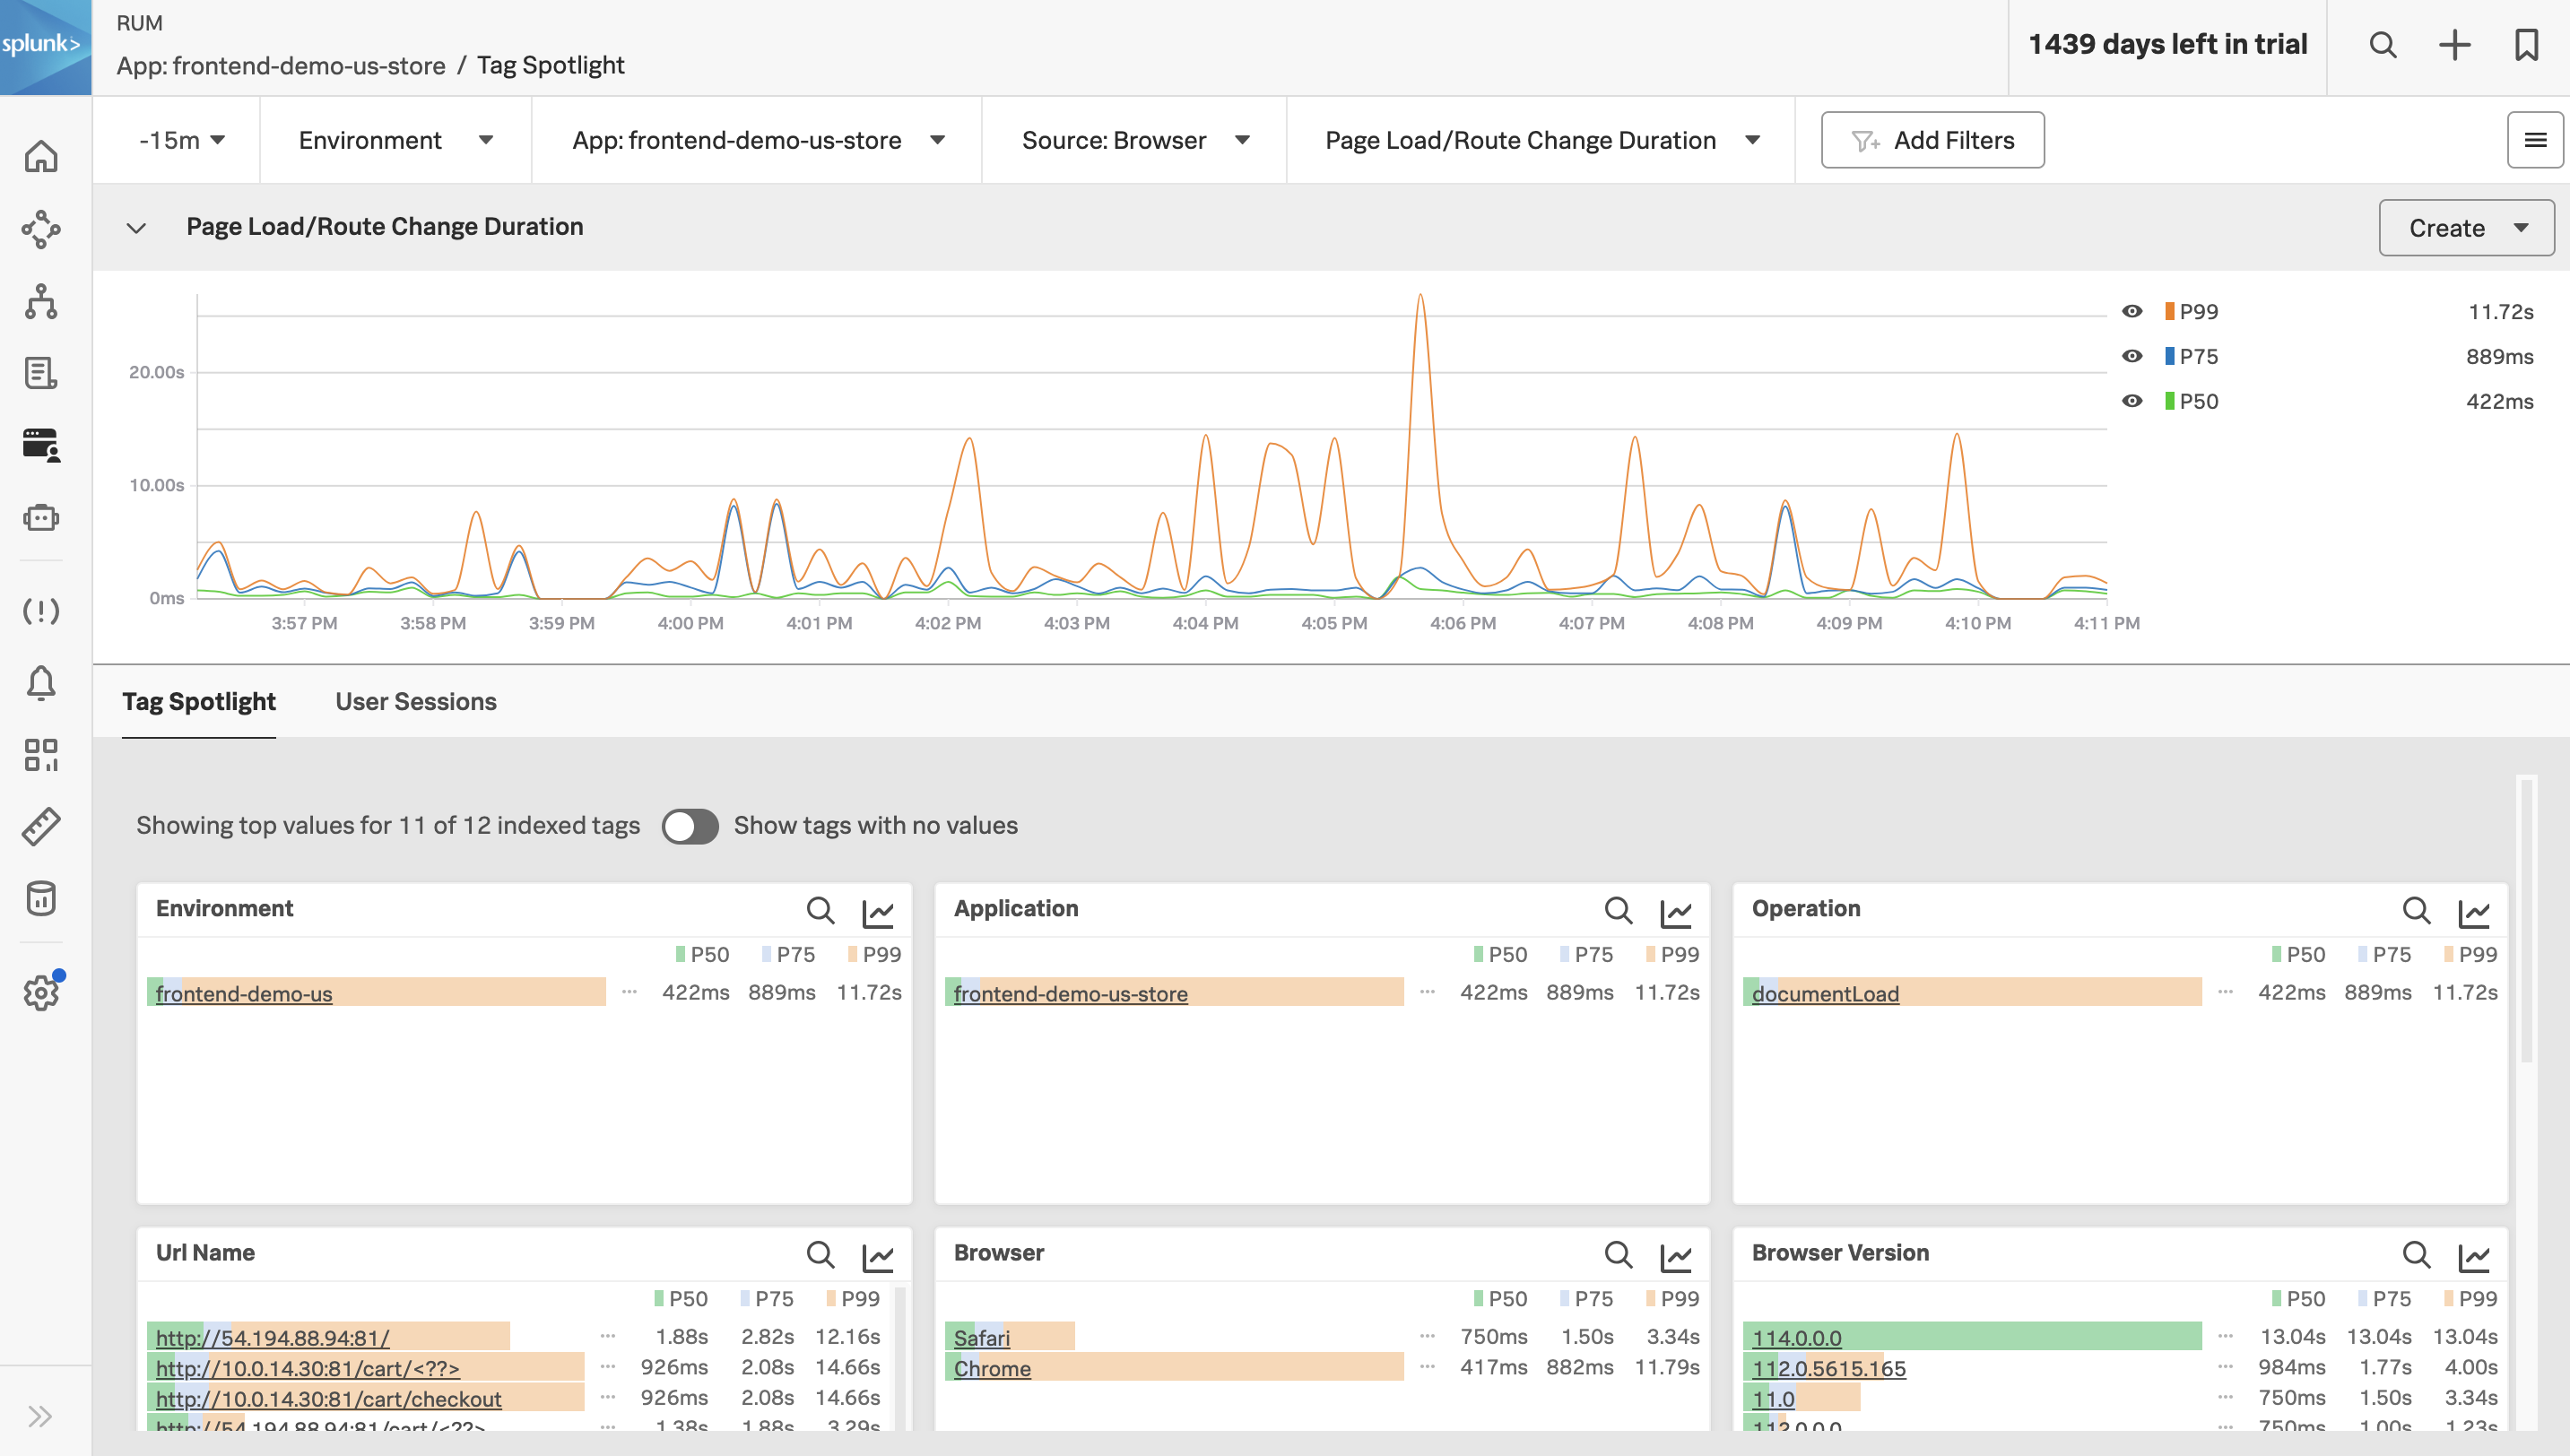 splunk>
RUM
App: frontend-demo-us-store / Tag Spotlight
1439 days left in trial
-15m
Environment
App: frontend-demo-us-store
Source: Browser
Page Load/Route Change Duration
Add Filters
Page Load/Route Change Duration
Create
20.00s
10.00s
0ms
3:57 PM 3:58 PM 3:59 PM 4:00 PM 4:01 PM 4:02 PM 4:03 PM 4:04 PM 4:05 PM 4:06 PM 4:07 PM 4:08 PM 4:09 PM 4:10 PM 4:11 PM
P99 11.72s
P75 889ms
P50 422ms
Tag Spotlight User Sessions
Showing top values for 11 of 12 indexed tags Show tags with no values
Environment
P50 P75 P99
frontend-demo-us ... 422ms 889ms 11.72s
Application
P50 P75 P99
frontend-demo-us-store ... 422ms 889ms 11.72s
Operation
P50 P75 P99
documentLoad ... 422ms 889ms 11.72s
Url Name
P50 P75 P99
http://54.194.88.94:81/ ... 1.88s 2.82s 12.16s
http://10.0.14.30:81/cart/<??> ... 926ms 2.08s 14.66s
http://10.0.14.30:81/cart/checkout ... 926ms 2.08s 14.66s
http://54.194.88.94:81/cart/<??> ... 1.38s 1.88s 3.29s
Browser
P50 P75 P99
Safari ... 750ms 1.50s 3.34s
Chrome ... 417ms 882ms 11.79s
Browser Version
P50 P75 P99
114.0.0.0 ... 13.04s 13.04s 13.04s
112.0.5615.165 ... 984ms 1.77s 4.00s
11.0 ... 750ms 1.50s 3.34s
112.0.0.0 ... 750ms 1.00s 1.23s